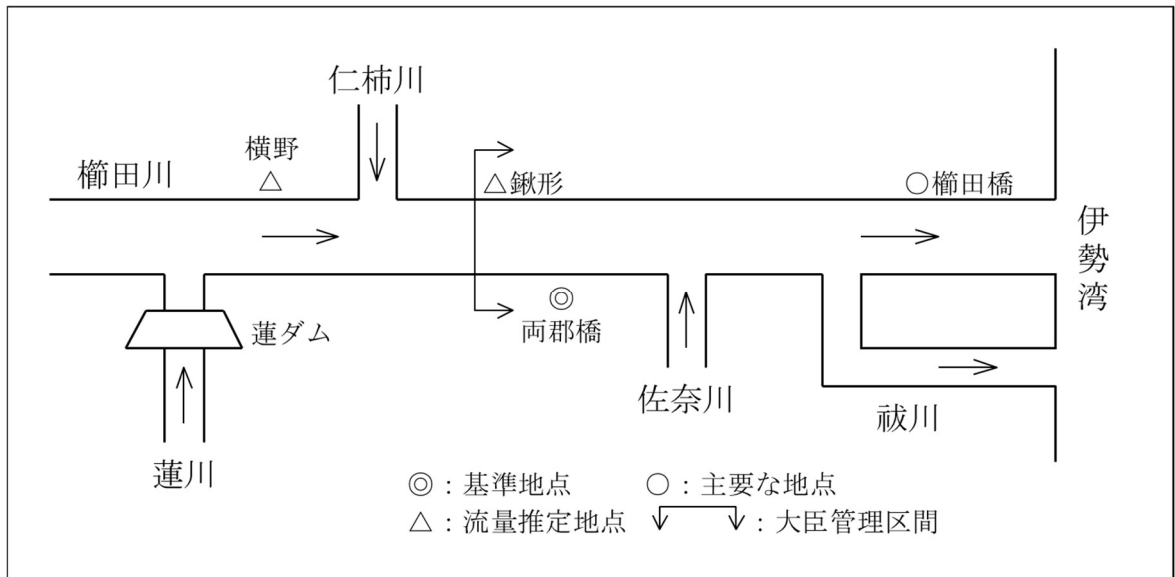 仁柿川
横野
△
櫛田川
△鍬形
○櫛田橋
伊勢湾
蓮ダム
◎
両郡橋
佐奈川
祓川
蓮川
◎：基準地点
○：主要な地点
△：流量推定地点
：大臣管理区間